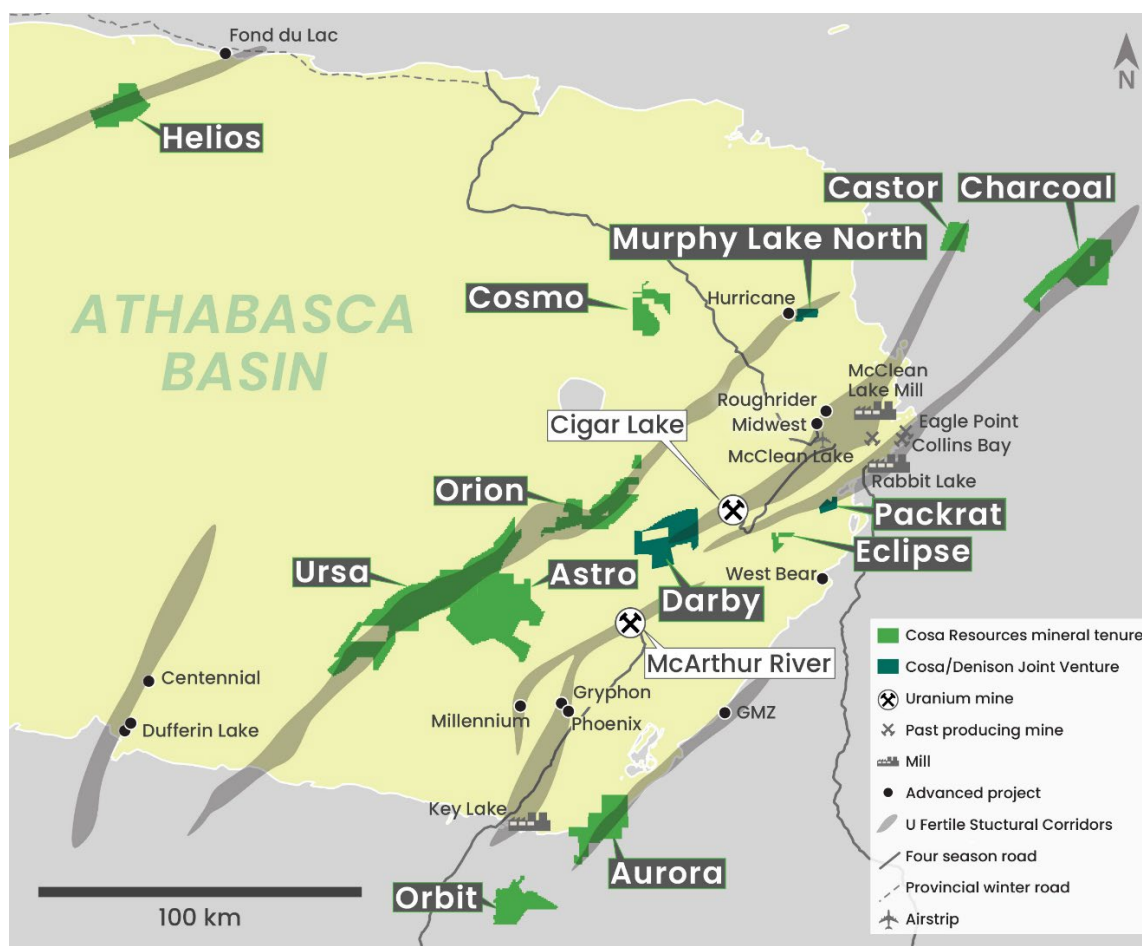 Fond du Lac
N
Helios
Castor
Charcoal
Murphy Lake North
Cosmo
Hurricane
ATHABASCA
BASIN
McClean
Lake Mill
Roughrider
Midwest
Cigar Lake
Eagle Point
Collins Bay
McClean Lake
Rabbit Lake
Orion
Packrat
Eclipse
Ursa
Astro
West Bear
Darby
McArthur River
Centennial
Gryphon
Millennium
Phoenix
GMZ
Dufferin Lake
Key Lake
Aurora
Orbit
100 km
Cosa Resources mineral tenure
Cosa/Denison Joint Venture
Uranium mine
Past producing mine
Mill
Advanced project
U Fertile Stuctural Corridors
Four season road
Provincial winter road
Airstrip